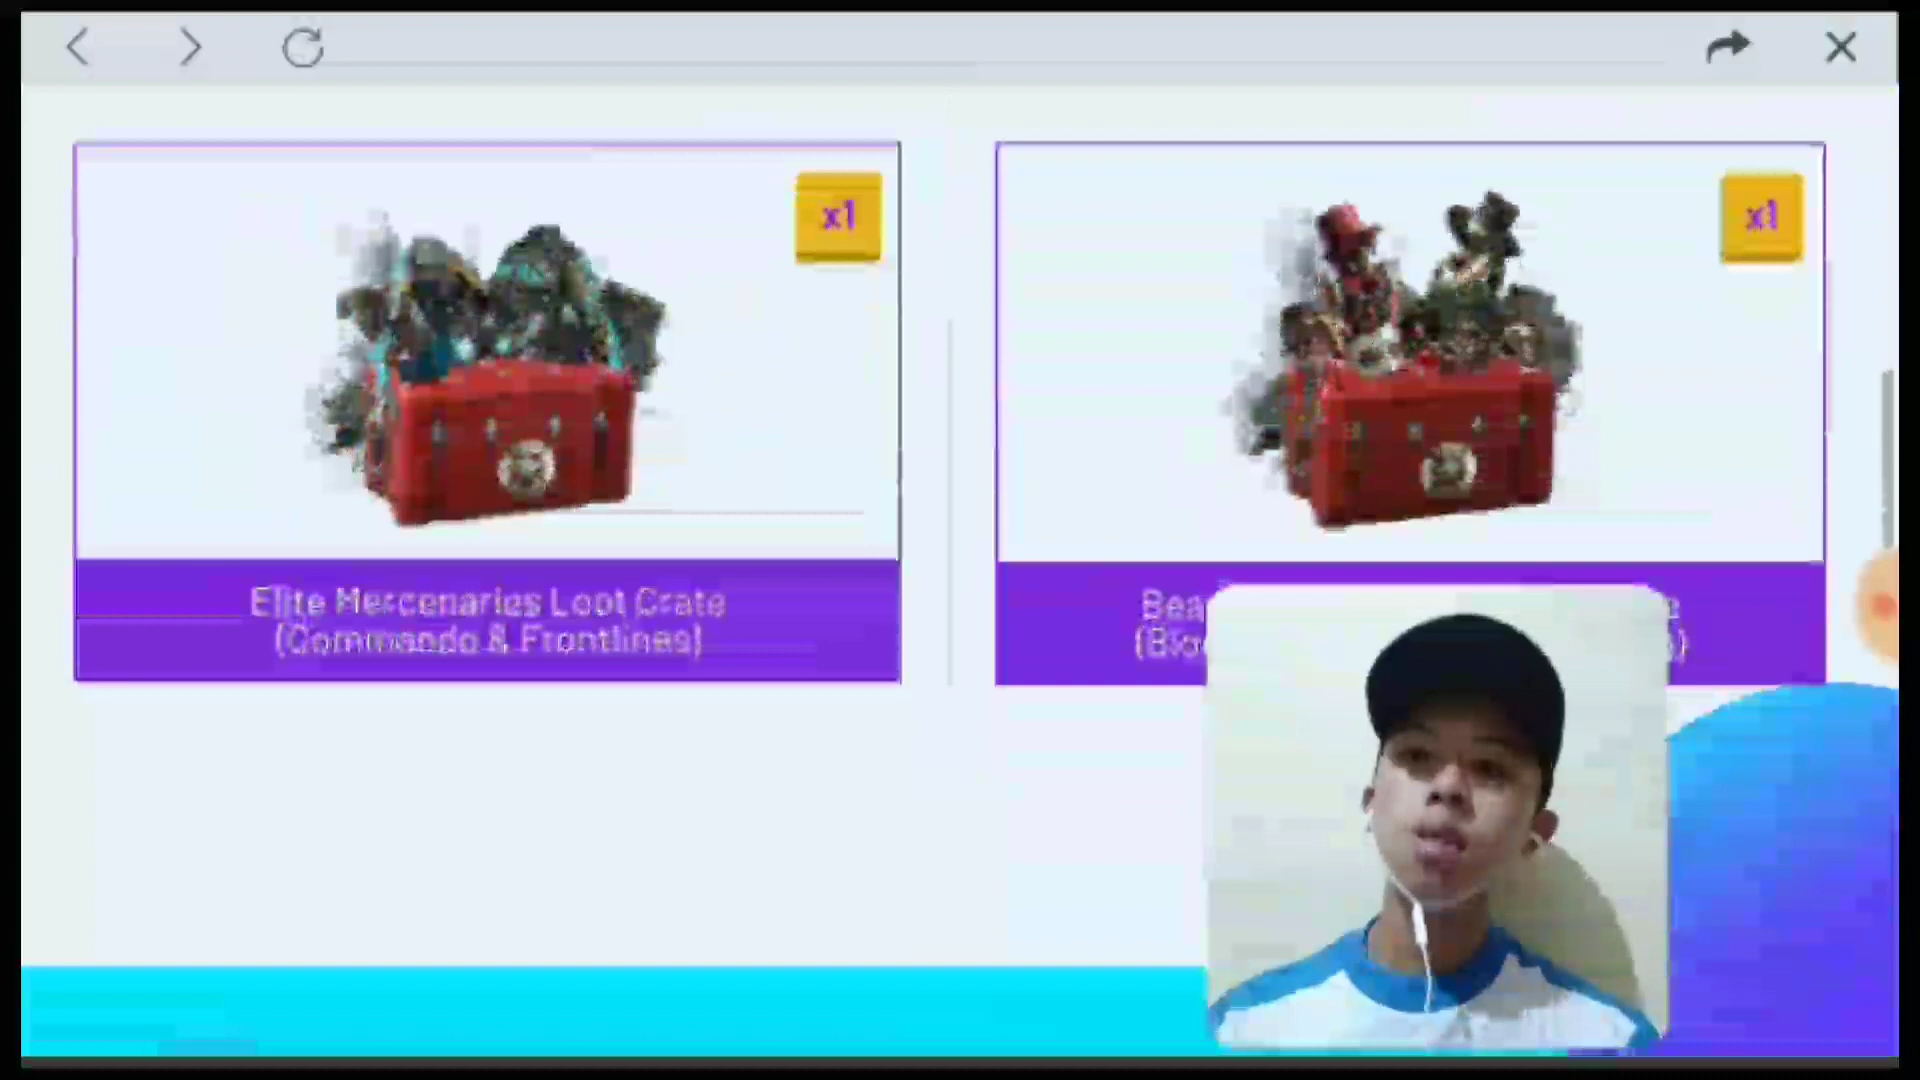 x1
x1
Elite Mercenaries Loot Crate
(Commando & Frontlines)